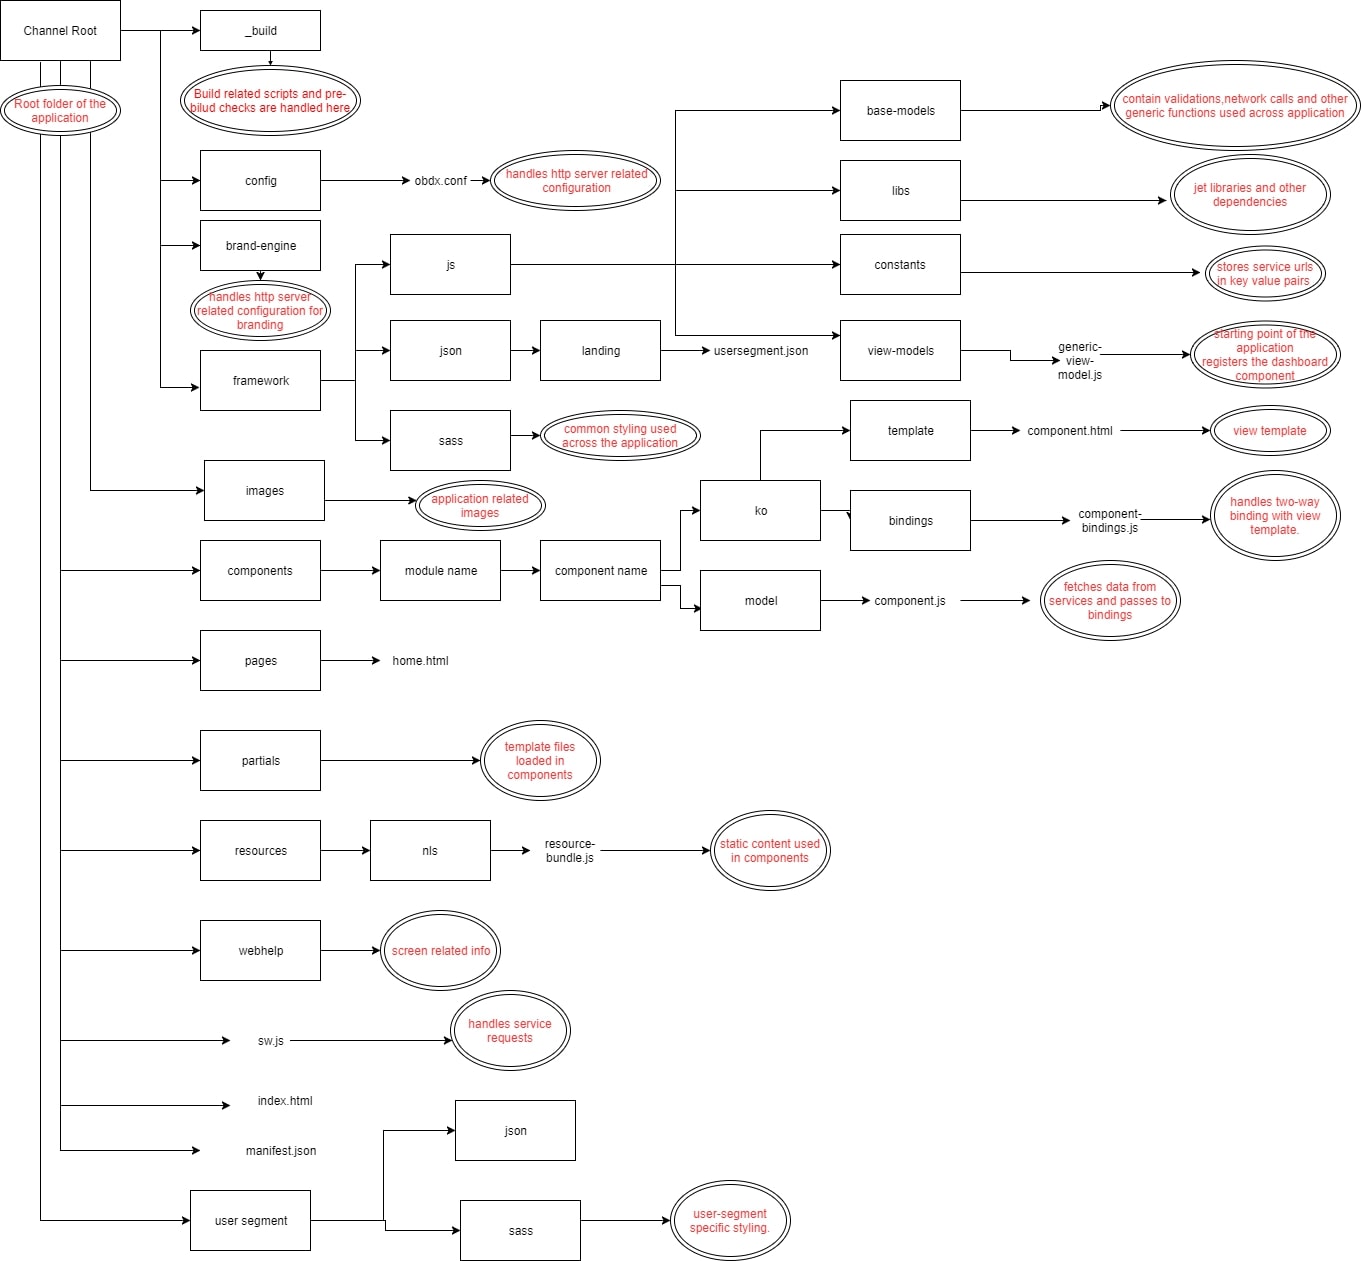 Channel Root
_build
Root folder of the
application
Build related scripts and pre-
bilud checks are handled here
config
obdx.conf
handles http server related
configuration
brand-engine
handles http server
related configuration for
branding
framework
js
base-models
contain validations,network calls and other
generic functions used across application
libs
jet libraries and other
dependencies
constants
stores service urls
in key value pairs
view-models
generic-
view-
model.js
starting point of the
application
registers the dashboard
component
json
landing
usersegment.json
sass
common styling used
across the application
images
application related
images
components
module name
component name
ko
template
component.html
view template
bindings
component-
bindings.js
handles two-way
binding with view
template.
model
component.js
fetches data from
services and passes to
bindings
pages
home.html
partials
template files
loaded in
components
resources
nls
resource-
bundle.js
static content used
in components
webhelp
screen related info
sw.js
handles service
requests
index.html
manifest.json
user segment
json
sass
user-segment
specific styling.